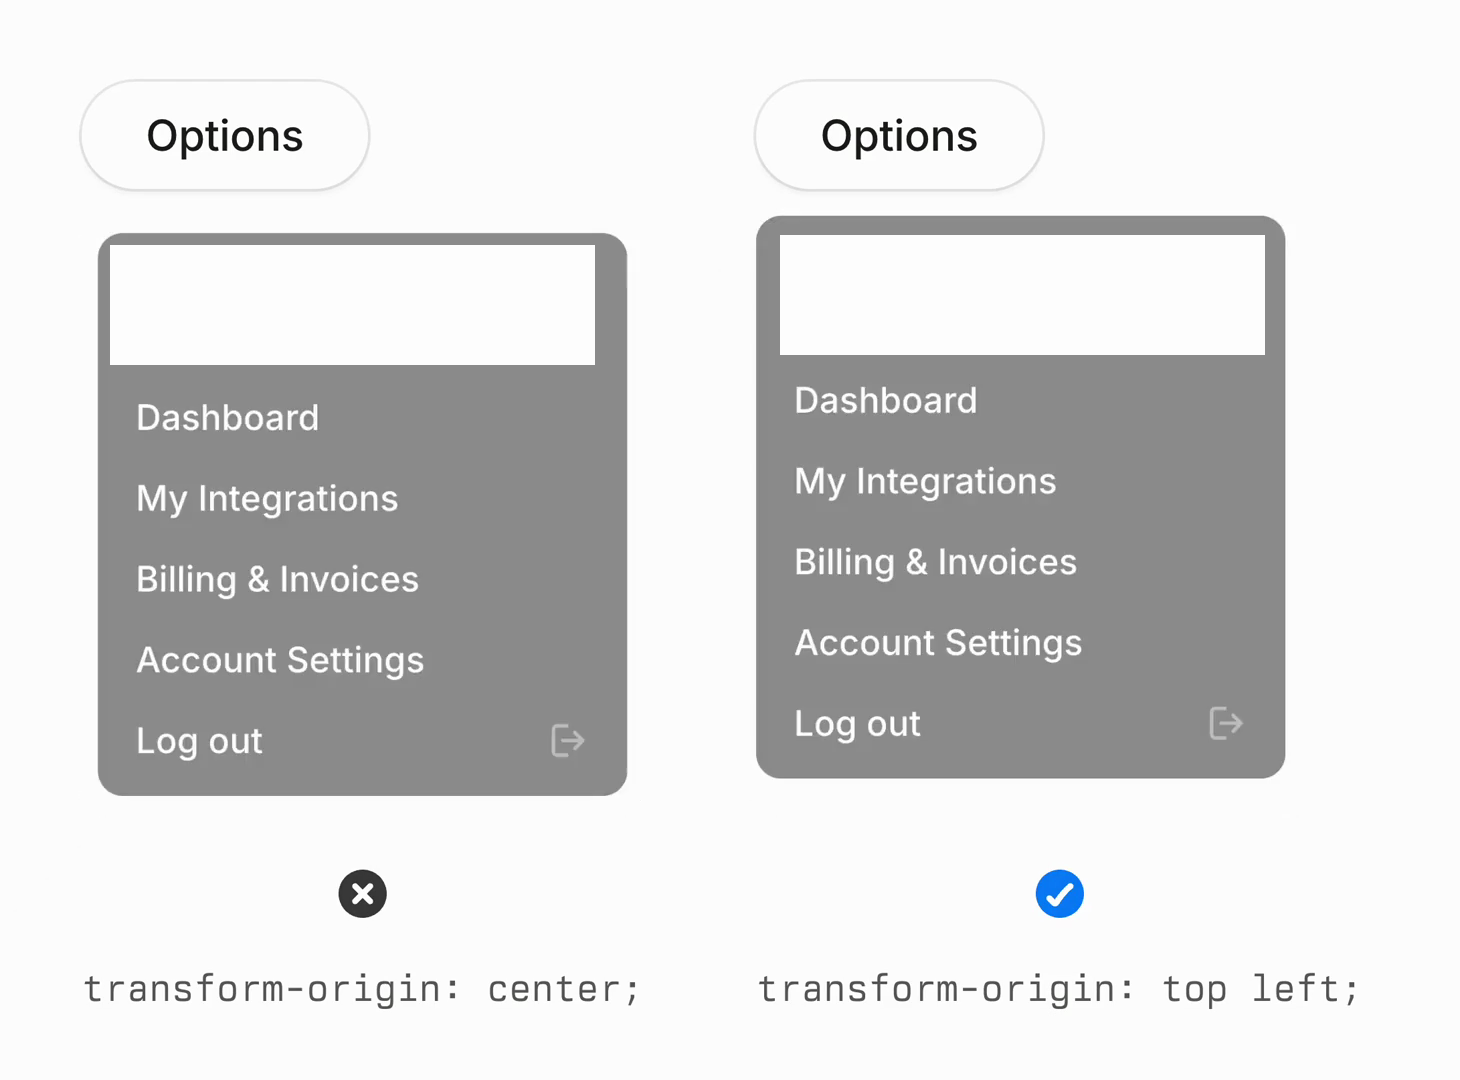 Options
Dashboard
My Integrations
Billing & Invoices
Account Settings
Log out
transform-origin: center;
Options
Dashboard
My Integrations
Billing & Invoices
Account Settings
Log out
transform-origin: top left;